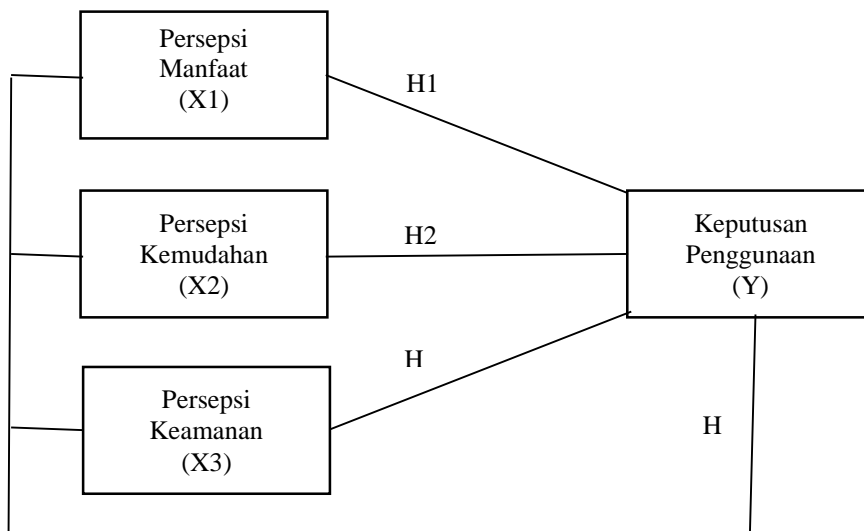 Persepsi
Manfaat
(X1)
H1
Persepsi
Kemudahan
(X2)
H2
Keputusan
Penggunaan
(Y)
Persepsi
Keamanan
(X3)
H
H